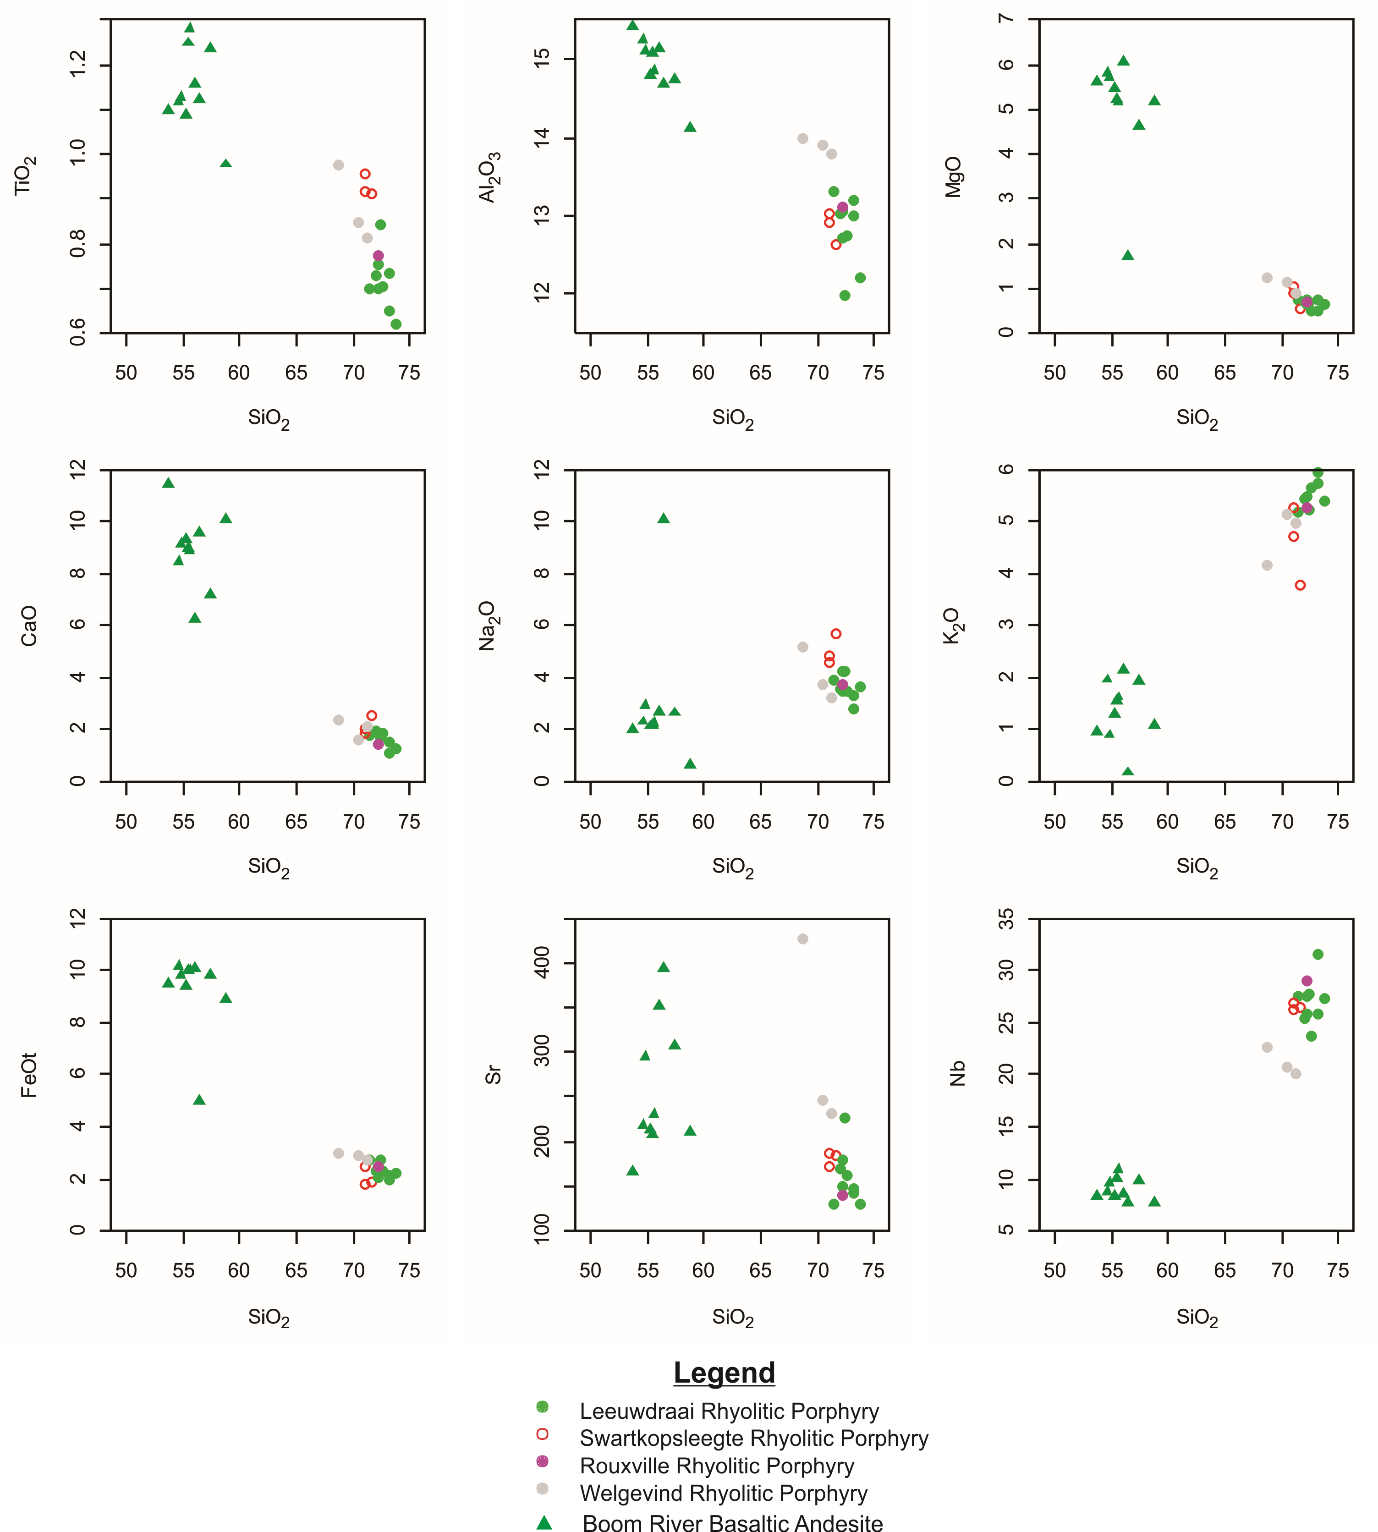 TiO2
1.2
1.0
0.8
0.6
50 55 60 65 70 75
SiO2
Al2O3
15
14
13
12
50 55 60 65 70 75
SiO2
MgO
7
6
5
4
3
2
1
0
50 55 60 65 70 75
SiO2
CaO
12
10
8
6
4
2
0
50 55 60 65 70 75
SiO2
Na2O
12
10
8
6
4
2
0
50 55 60 65 70 75
SiO2
K2O
6
5
4
3
2
1
0
50 55 60 65 70 75
SiO2
FeOt
12
10
8
6
4
2
0
50 55 60 65 70 75
SiO2
Sr
400
300
200
100
50 55 60 65 70 75
SiO2
Nb
35
30
25
20
15
10
5
50 55 60 65 70 75
SiO2
Legend
Leeuwdraai Rhyolitic Porphyry
Swartkopsleegte Rhyolitic Porphyry
Rouxville Rhyolitic Porphyry
Welgevind Rhyolitic Porphyry
Boom River Basaltic Andesite